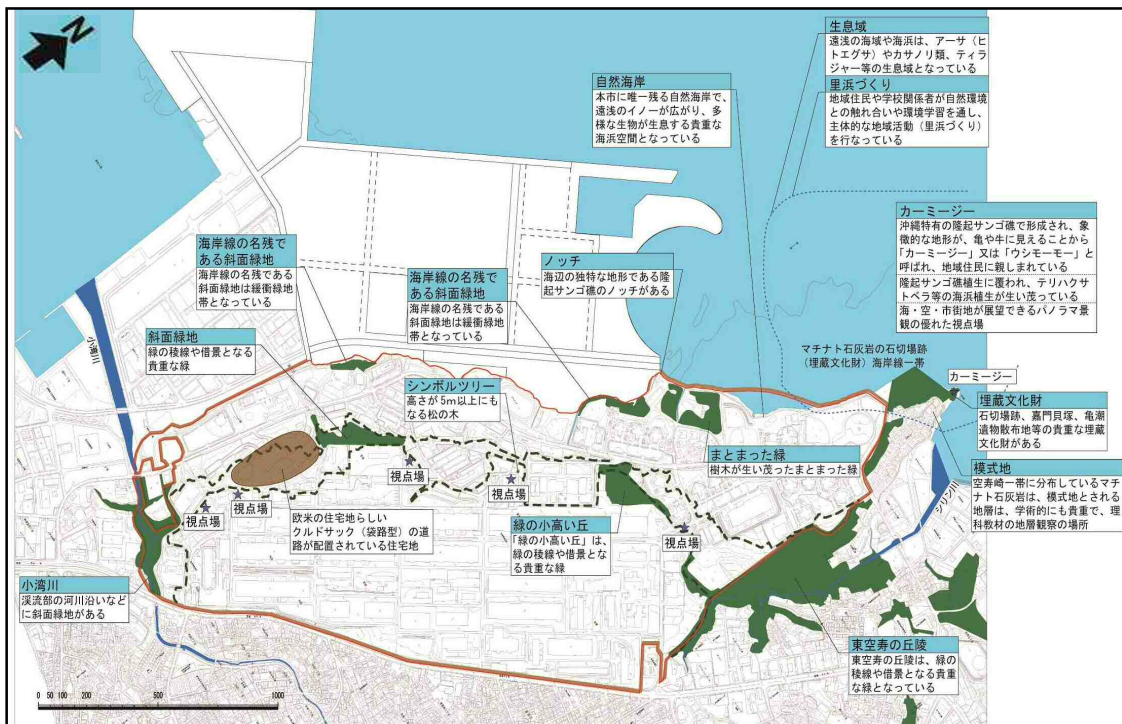 N
生息域
遠浅の海域や海浜は、アーサ（ヒ
トエグサ）やカサノリ類、ティラ
ジャー等の生息域となっている
里浜づくり
地域住民や学校関係者が自然環境
との触れ合いや環境学習を通し、
主体的な地域活動（里浜づくり）
を行なっている
自然海岸
本市に唯一残る自然海岸で、
遠浅のイノーが広がり、多
様な生物が生息する貴重な
海浜空間となっている
カーミージー
沖縄特有の隆起サンゴ礁で形成され、象
徴的な地形が、亀や牛に見えることから
「カーミージー」又は「ウシモーモー」と
呼ばれ、地域住民に親しまれている
隆起サンゴ礁植生に覆われ、テリハクサ
トベラ等の海浜植生が生い茂っている
海・空・市街地が展望できるパノラマ景
観の優れた視点場
海岸線の名残で
ある斜面緑地
海岸線の名残である
斜面緑地は緩衝緑地
帯となっている
海岸線の名残で
ある斜面緑地
海岸線の名残である
斜面緑地は緩衝緑地
帯となっている
ノッチ
海辺の独特な地形である隆
起サンゴ礁のノッチがある
小湾川
斜面緑地
緑の稜線や借景となる
貴重な緑
マチナト石灰岩の石切場跡
（埋蔵文化財）海岸線一帯
カーミージー
シンボルツリー
高さが 5m以上にも
なる松の木
埋蔵文化財
石切場跡、嘉門貝塚、亀潮
遺物散布地等の貴重な埋蔵
文化財がある
まとまった緑
樹木が生い茂ったまとまった緑
模式地
空寿崎一帯に分布しているマチ
ナト石灰岩は、模式地とされる
地層は、学術的にも貴重で、理
科教材の地層観察の場所
シリン川
視点場
視点場
視点場
視点場
視点場
欧米の住宅地らしい
クルドサック（袋路型）の道
路が配置されている住宅地
緑の小高い丘
「緑の小高い丘」は、
緑の稜線や借景とな
る貴重な緑
小湾川
渓流部の河川沿いなど
に斜面緑地がある
東空寿の丘陵
東空寿の丘陵は、緑の
稜線や借景となる貴重
な緑となっている
0 50 100 200 500 1000